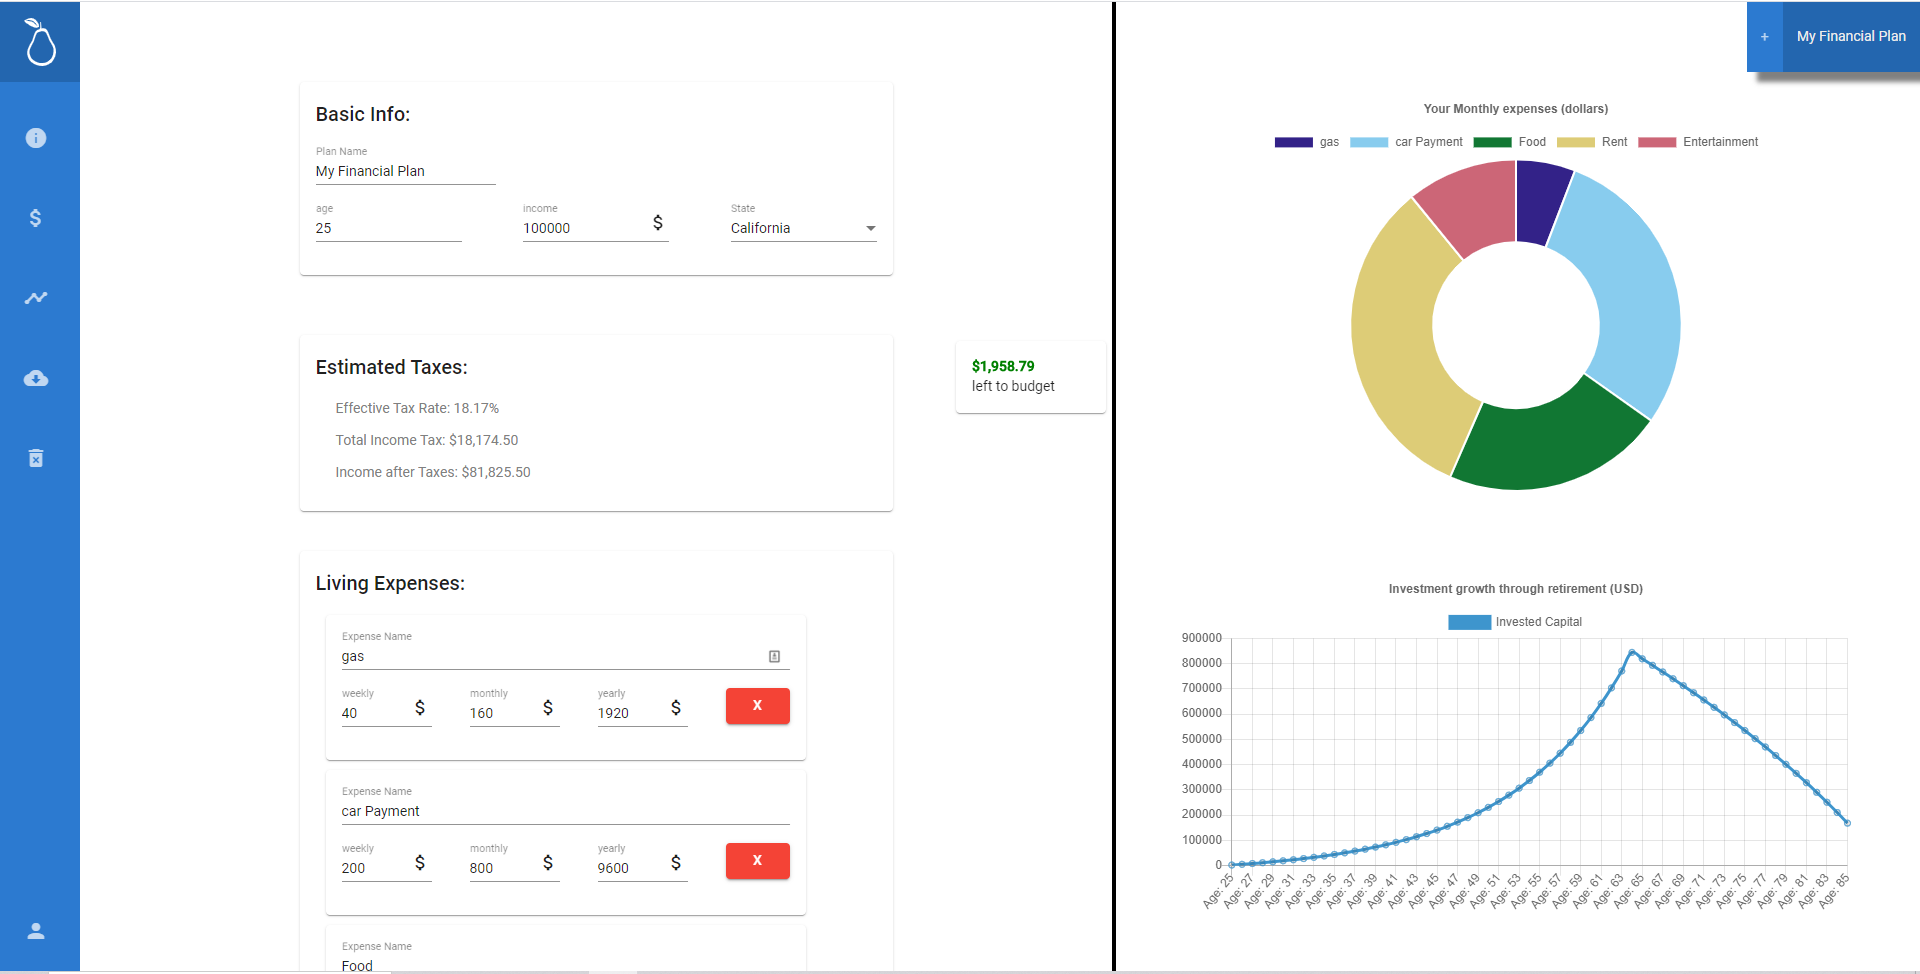 + My Financial Plan
Basic Info:
Plan Name
My Financial Plan
age income State
25 100000 $ California
Estimated Taxes:
Effective Tax Rate: 18.17%
Total Income Tax: $18,174.50
Income after Taxes: $81,825.50
$1,958.79
left to budget
Living Expenses:
Expense Name
gas
weekly monthly yearly
40 $ 160 $ 1920 $ X
Expense Name
car Payment
weekly monthly yearly
200 $ 800 $ 9600 $ X
Expense Name
Food
Your Monthly expenses (dollars)
gas car Payment Food Rent Entertainment
Investment growth through retirement (USD)
Invested Capital
900000
800000
700000
600000
500000
400000
300000
200000
100000
0
Age: 25 Age: 27 Age: 29 Age: 31 Age: 33 Age: 35 Age: 37 Age: 39 Age: 41 Age: 43 Age: 45 Age: 47 Age: 49 Age: 51 Age: 53 Age: 55 Age: 57 Age: 59 Age: 61 Age: 63 Age: 65 Age: 67 Age: 69 Age: 71 Age: 73 Age: 75 Age: 77 Age: 79 Age: 81 Age: 83 Age: 85